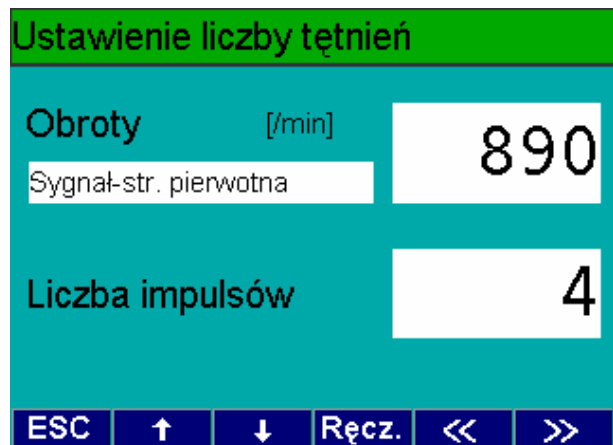 Ustawienie liczby tętnień
Obroty [/min] 890
Sygnał-str. pierwotna
Liczba impulsów 4
ESC ↑ ↓ Ręcz. << >>